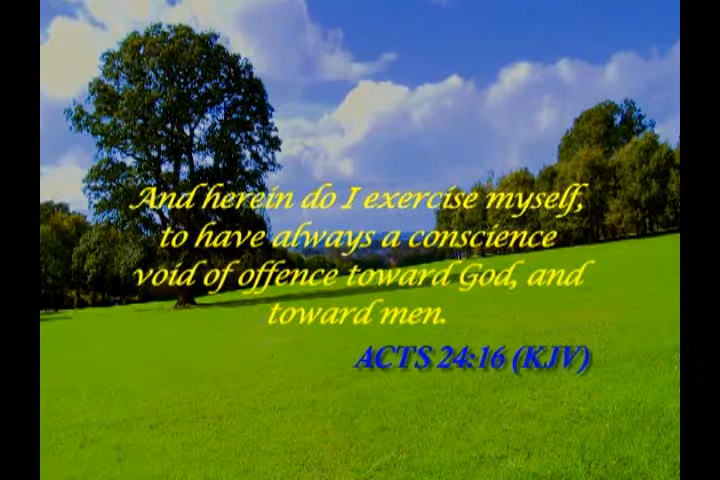 And herein do I exercise myself,
to have always a conscience
void of offence toward God, and
toward men.
ACTS 24:16 (KJV)